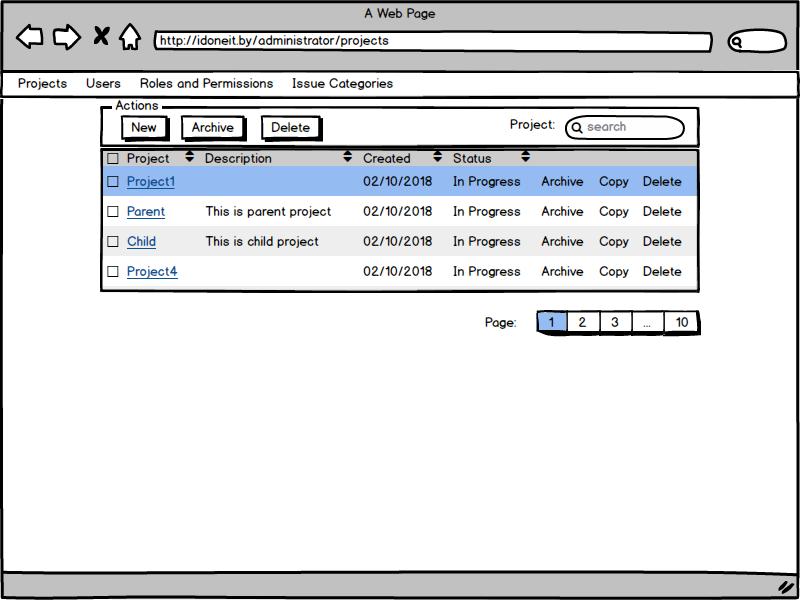 A Web Page
http://idoneit.by/administrator/projects
Projects Users Roles and Permissions Issue Categories
Actions
New Archive Delete Project: search
Project Description Created Status
Project1 02/10/2018 In Progress Archive Copy Delete
Parent This is parent project 02/10/2018 In Progress Archive Copy Delete
Child This is child project 02/10/2018 In Progress Archive Copy Delete
Project4 02/10/2018 In Progress Archive Copy Delete
Page: 1 2 3 ... 10